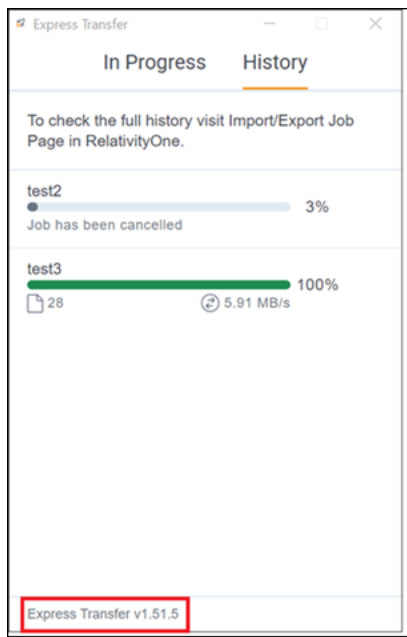 Express Transfer
In Progress History
To check the full history visit Import/Export Job
Page in RelativityOne.
test2
3%
Job has been cancelled
test3
100%
28 5.91 MB/s
Express Transfer v1.51.5